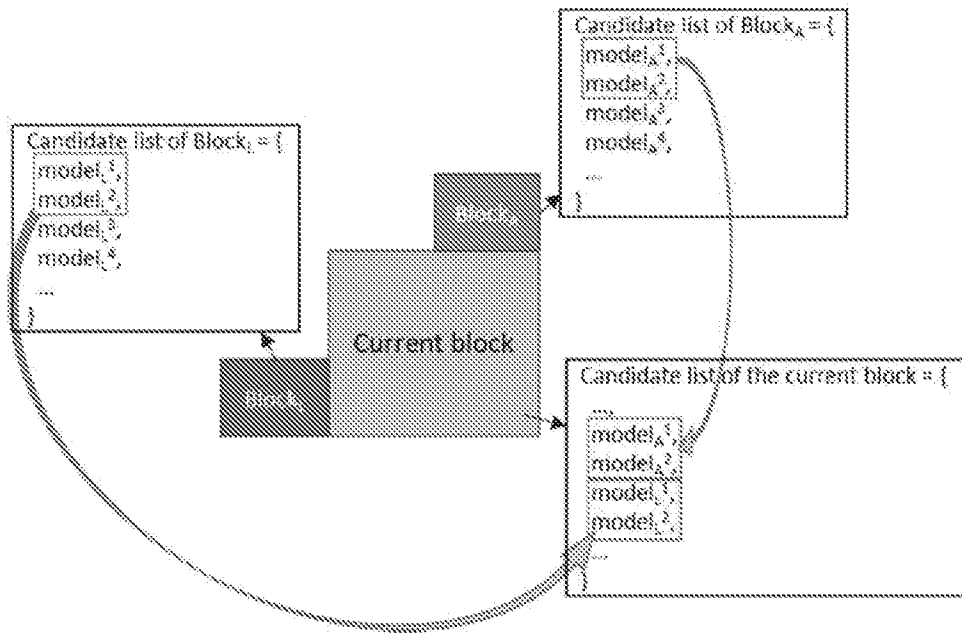 Candidate list of Block_A = {
model_A^1,
model_A^2,
model_A^3,
model_A^4,
...
}
Candidate list of Block_L = {
model_L^1,
model_L^2,
model_L^3,
model_L^4,
...
}
Block_A
Current block
Block_L
Candidate list of the current block = {
....
model_A^1,
model_A^2,
model_L^1,
model_L^2,
...
}